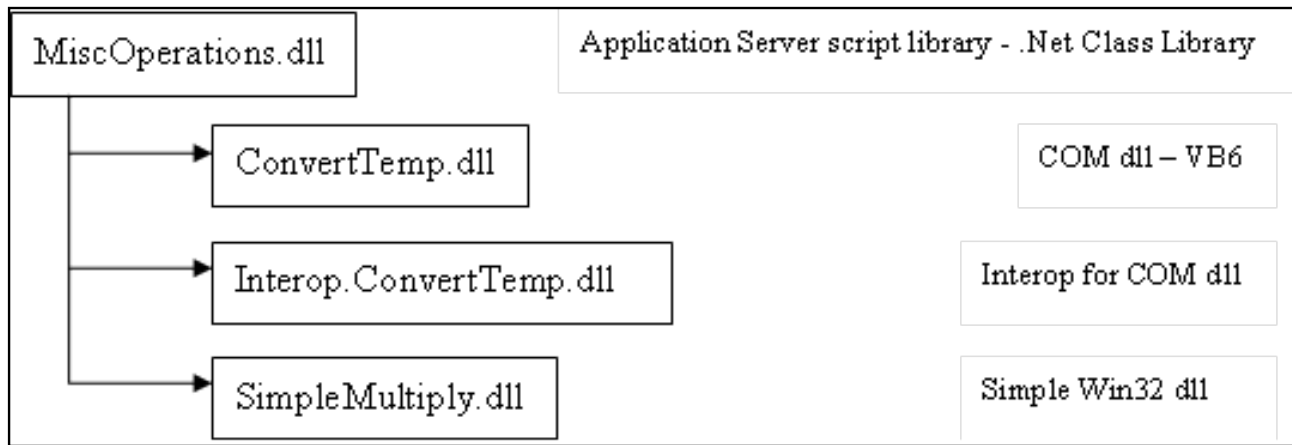 MiscOperations.dll
Application Server script library - .Net Class Library
ConvertTemp.dll
COM dll – VB6
Interop.ConvertTemp.dll
Interop for COM dll
SimpleMultiply.dll
Simple Win32 dll